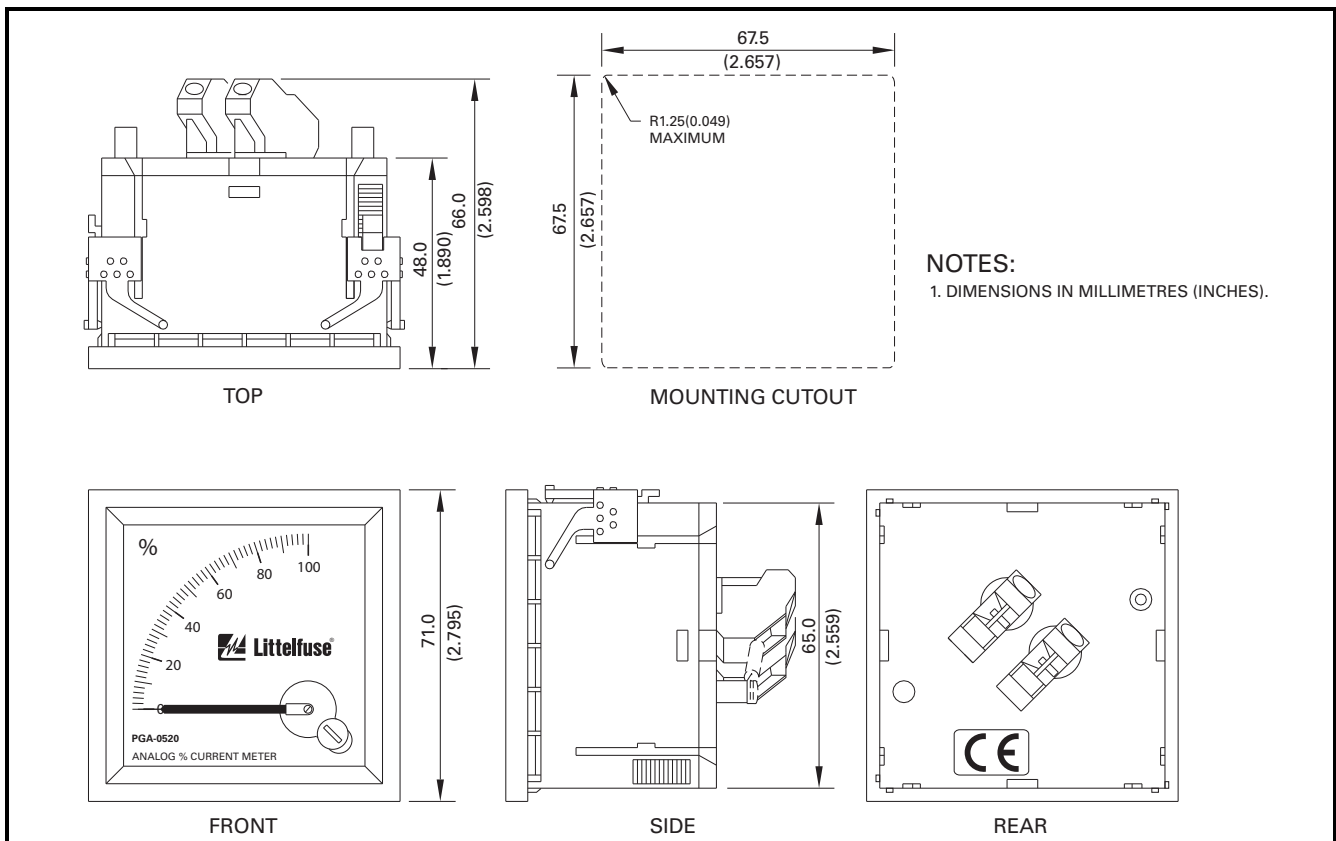 67.5
(2.657)
R1.25(0.049)
MAXIMUM
67.5
(2.657)
66.0
(2.598)
48.0
(1.890)
NOTES:
1. DIMENSIONS IN MILLIMETRES (INCHES).
TOP
MOUNTING CUTOUT
%
0
20
40
60
80
100
Littelfuse®
PGA-0520
ANALOG % CURRENT METER
71.0
(2.795)
65.0
(2.559)
CE
FRONT
SIDE
REAR